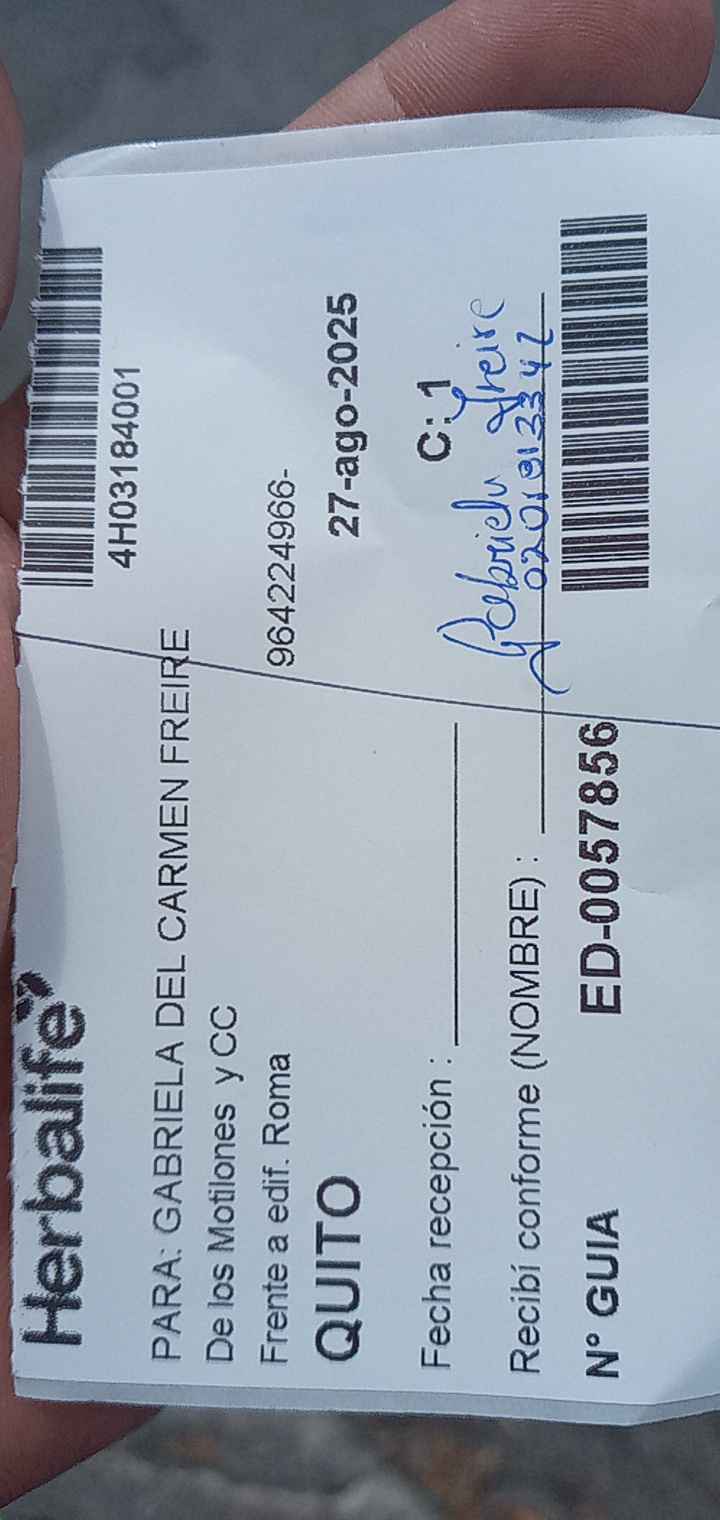 Herbalife
4H03184001
PARA: GABRIELA DEL CARMEN FREIRE
De los Motilones y CC
Frente a edif. Roma 964224966-
QUITO 27-ago-2025
Fecha recepción : C: 1
Gabriela Freire
Recibí conforme (NOMBRE) : 0201013342
N° GUIA ED-0057856